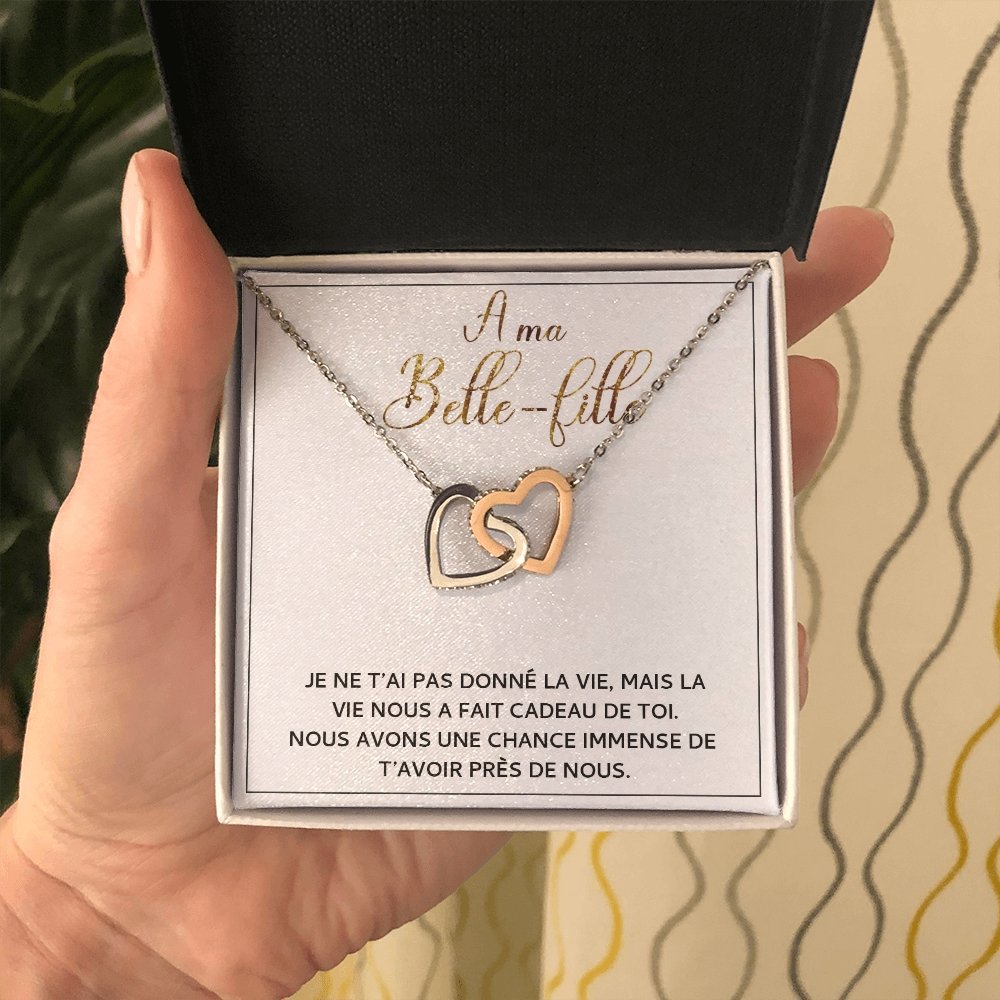 A ma
Belle-fille
JE NE T'AI PAS DONNÉ LA VIE, MAIS LA
VIE NOUS A FAIT CADEAU DE TOI.
NOUS AVONS UNE CHANCE IMMENSE DE
T'AVOIR PRÈS DE NOUS.